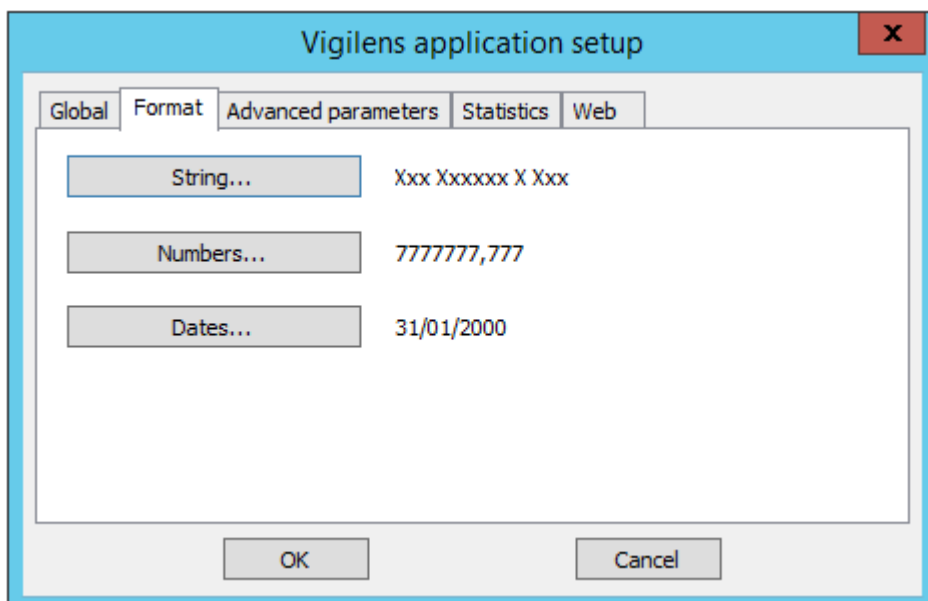 Vigilens application setup
x
Global Format Advanced parameters Statistics Web
String... Xxx Xxxxxx X Xxx
Numbers... 7777777,777
Dates... 31/01/2000
OK Cancel